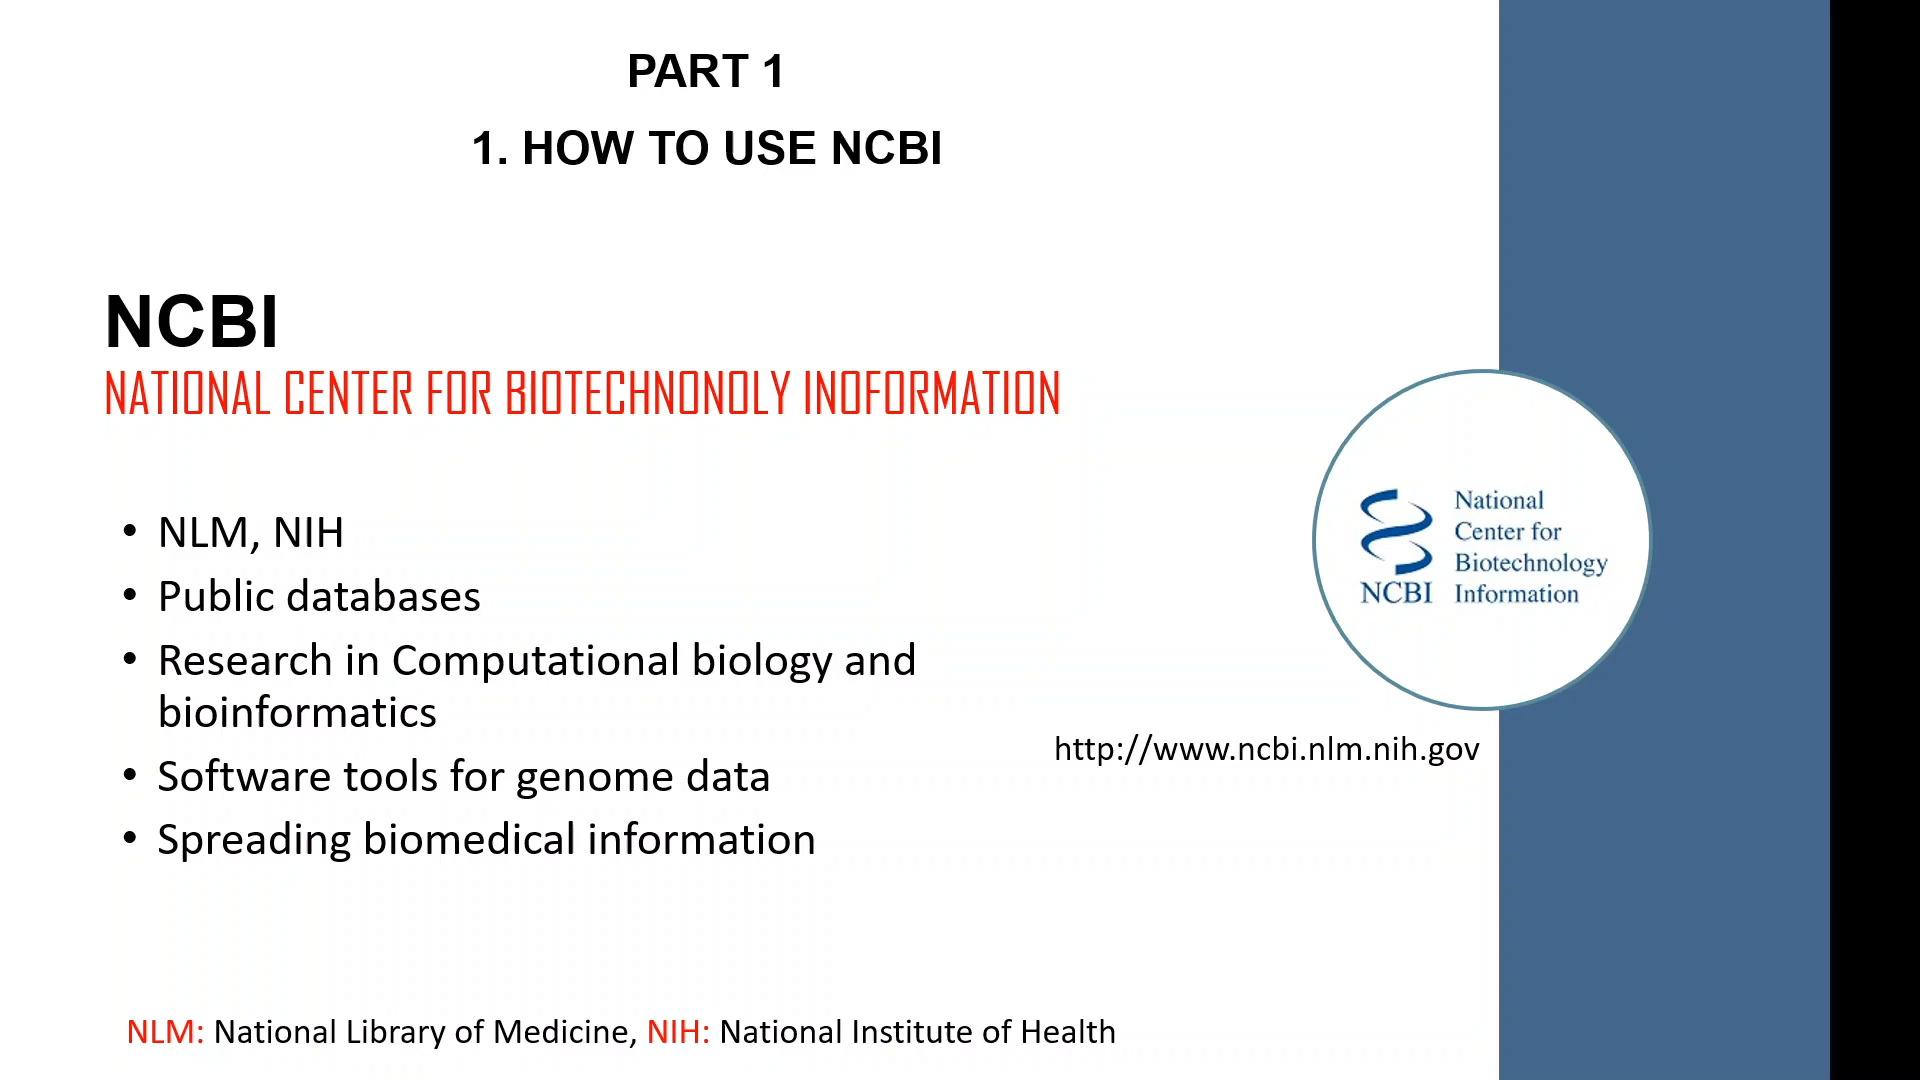 PART 1
1. HOW TO USE NCBI
NCBI
NATIONAL CENTER FOR BIOTECHNONOLY INOFORMATION
• NLM, NIH
• Public databases
• Research in Computational biology and
bioinformatics
• Software tools for genome data
• Spreading biomedical information
National
Center for
Biotechnology
Information
NCBI
http://www.ncbi.nlm.nih.gov
NLM: National Library of Medicine, NIH: National Institute of Health